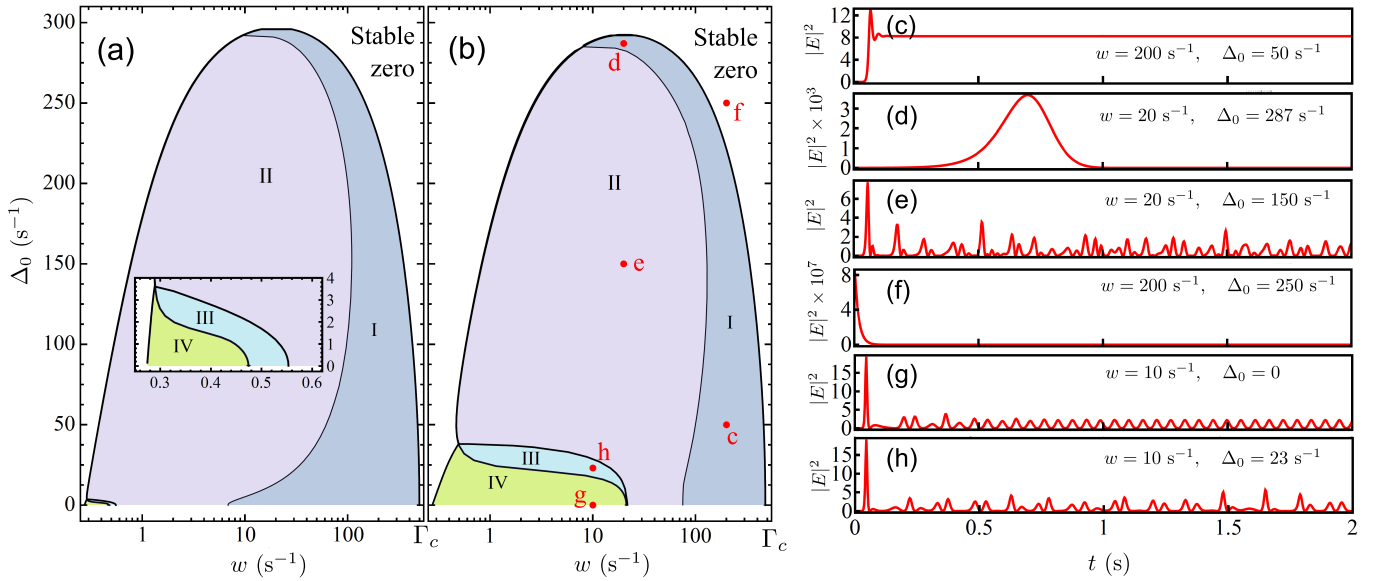 300
250
200
150
100
50
0
Δ₀ (s⁻¹)
(a)
Stable
zero
II
I
4
3
2
1
0
III
IV
0.3 0.4 0.5 0.6
1 10 100 Γc
w (s⁻¹)
(b)
Stable
zero
d
f
II
e
I
c
h
III
IV
g
1 10 100 Γc
w (s⁻¹)
(c)
|E|²
12
8
4
0
w = 200 s⁻¹, Δ₀ = 50 s⁻¹
(d)
|E|² × 10³
3
2
1
0
w = 20 s⁻¹, Δ₀ = 287 s⁻¹
(e)
|E|²
6
4
2
0
w = 20 s⁻¹, Δ₀ = 150 s⁻¹
(f)
|E|² × 10⁷
8
4
0
w = 200 s⁻¹, Δ₀ = 250 s⁻¹
(g)
|E|²
15
10
5
0
w = 10 s⁻¹, Δ₀ = 0
(h)
|E|²
15
10
5
0
w = 10 s⁻¹, Δ₀ = 23 s⁻¹
0 0.5 1 1.5 2
t (s)